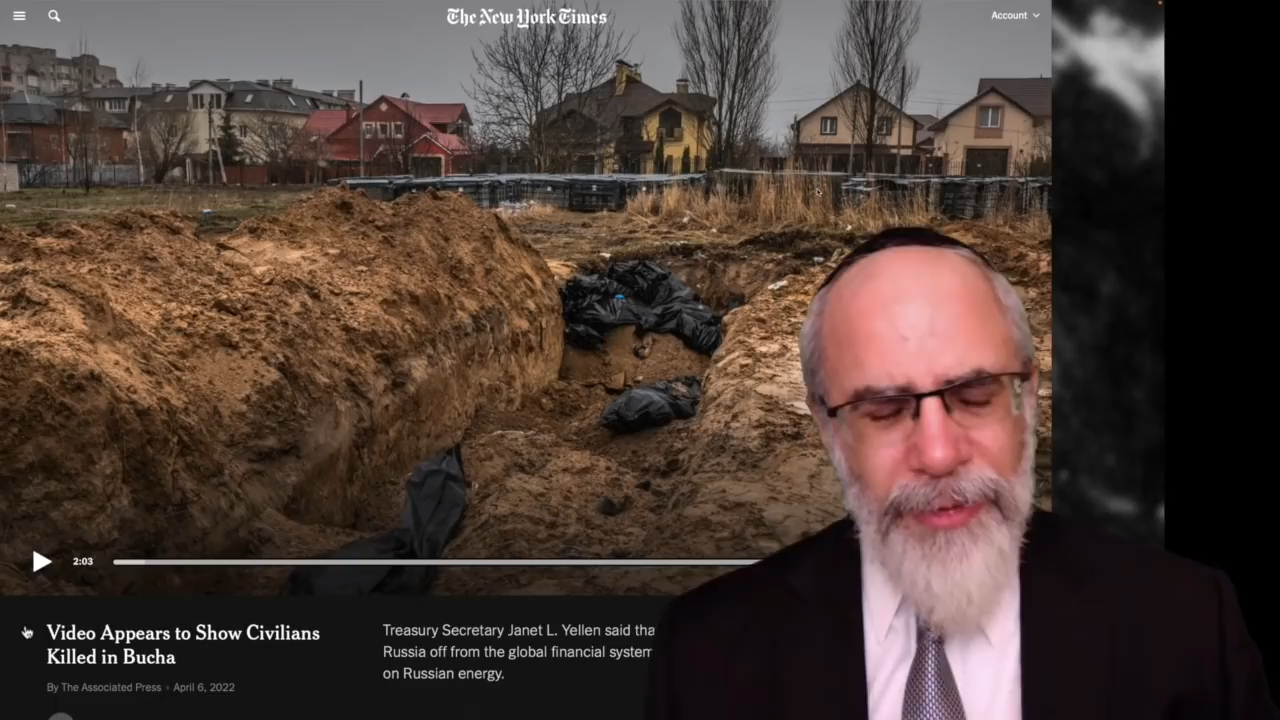 The New York Times
Account
2:03
Video Appears to Show Civilians
Killed in Bucha
By The Associated Press • April 6, 2022
Treasury Secretary Janet L. Yellen said tha
Russia off from the global financial system
on Russian energy.